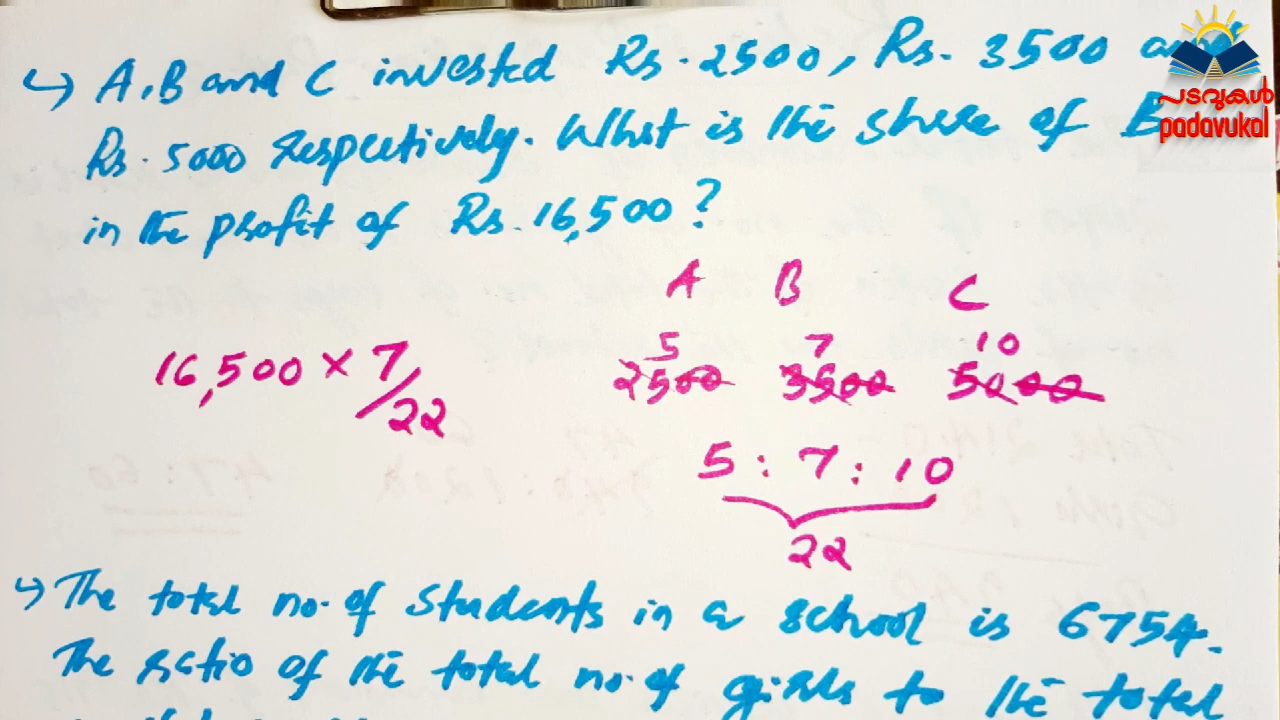 ↪ A, B and C invested Rs. 2500, Rs. 3500 and
Rs. 5000 respectively. What is the share of B
in the profit of Rs. 16,500?
A B C
5 7 10
2500 3500 5000
16,500 × 7/22
5 : 7 : 10
22
↪ The total no. of students in a school is 6754.
The ratio of the total no. of girls to the total
പടവുകൾ
padavukal